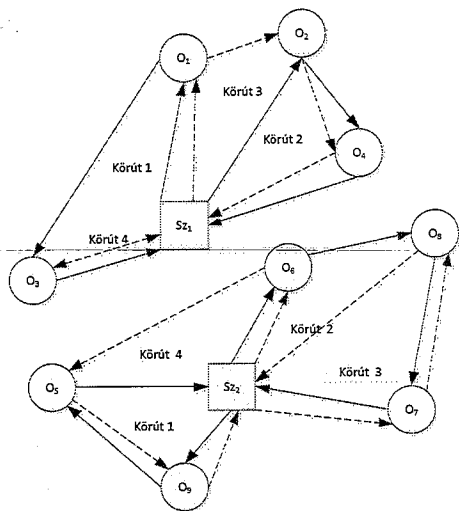 O₂
O₁
Körút 3
Körút 2
O₄
Körút 1
Sz₁
Körút 4
O₈
O₆
O₃
Körút 2
Körút 4
Körút 3
O₅
Sz₂
O₇
Körút 1
O₉